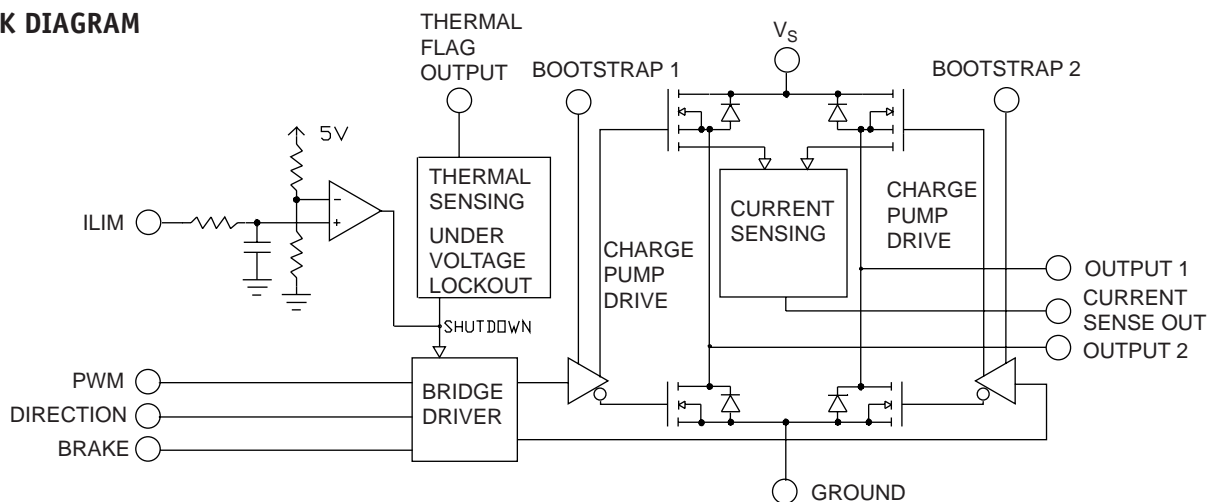 K DIAGRAM
THERMAL
FLAG
OUTPUT
BOOTSTRAP 1
VS
BOOTSTRAP 2
5V
ILIM
−
+
THERMAL
SENSING
UNDER
VOLTAGE
LOCKOUT
CHARGE
PUMP
DRIVE
CURRENT
SENSING
CHARGE
PUMP
DRIVE
OUTPUT 1
CURRENT
SENSE OUT
OUTPUT 2
SHUTDOWN
PWM
DIRECTION
BRAKE
BRIDGE
DRIVER
GROUND